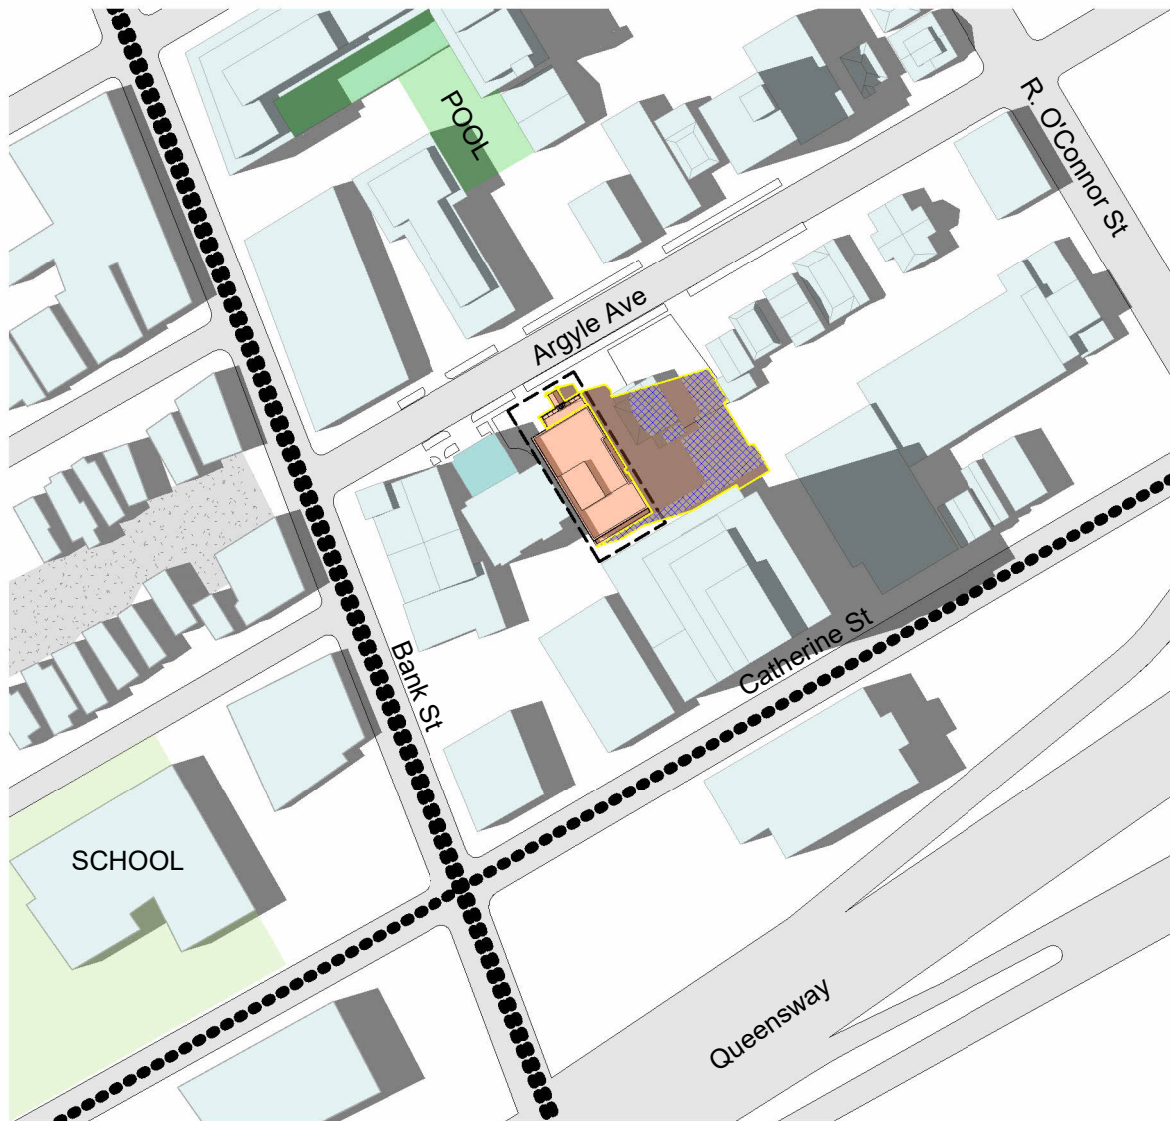 POOL
R. O'Connor St
Argyle Ave
Bank St
Catherine St
SCHOOL
Queensway